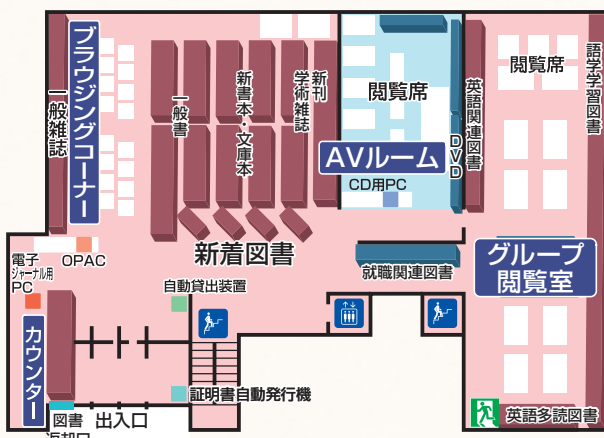 ブラウジングコーナー
一般雑誌
一般書
新書本・文庫本
新刊
学術雑誌
閲覧席
AVルーム
CD用PC
DVD
英語関連図書
閲覧席
語学学習図書
電子
ジャーナル用
PC
OPAC
新着図書
就職関連図書
グループ
閲覧室
自動貸出装置
カウンター
証明書自動発行機
図書
返却口
出入口
英語多読図書